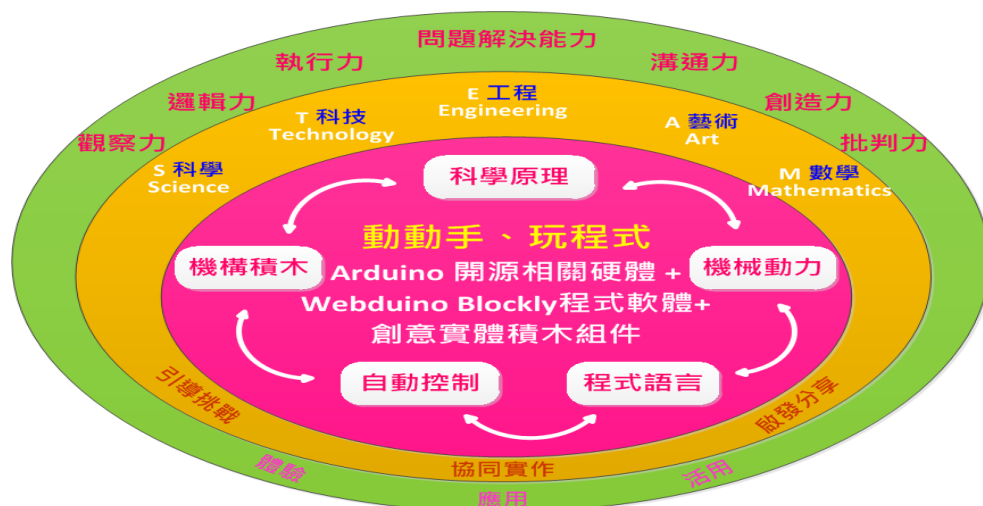 問題解決能力
執行力
溝通力
邏輯力
創造力
觀察力
批判力
E 工程
Engineering
T 科技
Technology
A 藝術
Art
S 科學
Science
M 數學
Mathematics
科學原理
動動手、玩程式
機構積木
機械動力
Arduino 開源相關硬體 +
Webduino Blockly程式軟體+
創意實體積木組件
自動控制
程式語言
引導挑戰
協同實作
啟發分享
體驗
應用
活用